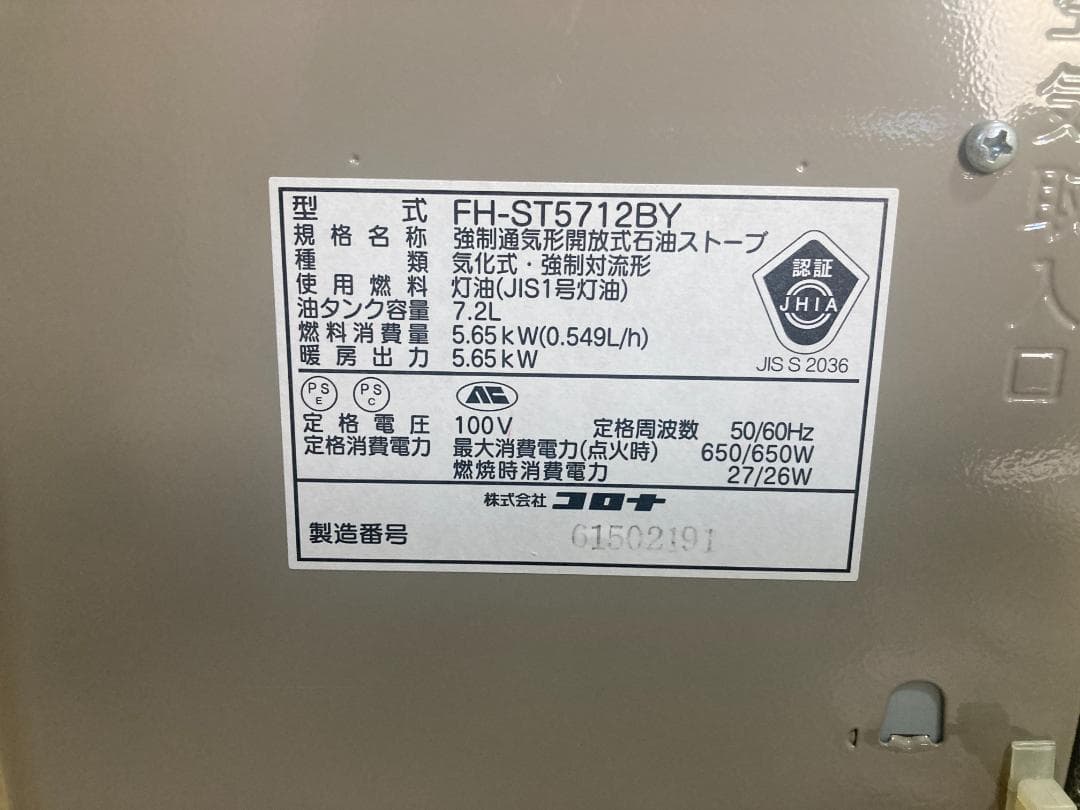 型式 FH-ST5712BY
規格名称 強制通気形開放式石油ストーブ
種類 気化式・強制対流形
使用燃料 灯油(JIS1号灯油)
油タンク容量 7.2L
燃料消費量 5.65kW(0.549L/h)
暖房出力 5.65kW
認証
JHIA
JIS S 2036
PS E
PS C
定格電圧 100V 定格周波数 50/60Hz
定格消費電力 最大消費電力(点火時) 650/650W
燃焼時消費電力 27/26W
株式会社 コロナ
製造番号 61502191